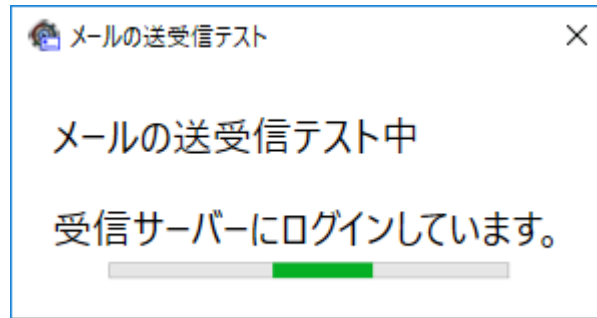 メールの送受信テスト
メールの送受信テスト中
受信サーバーにログインしています。